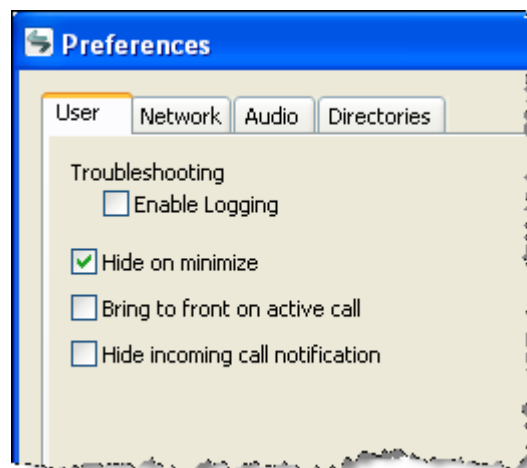 Preferences
User Network Audio Directories
Troubleshooting
Enable Logging
Hide on minimize
Bring to front on active call
Hide incoming call notification